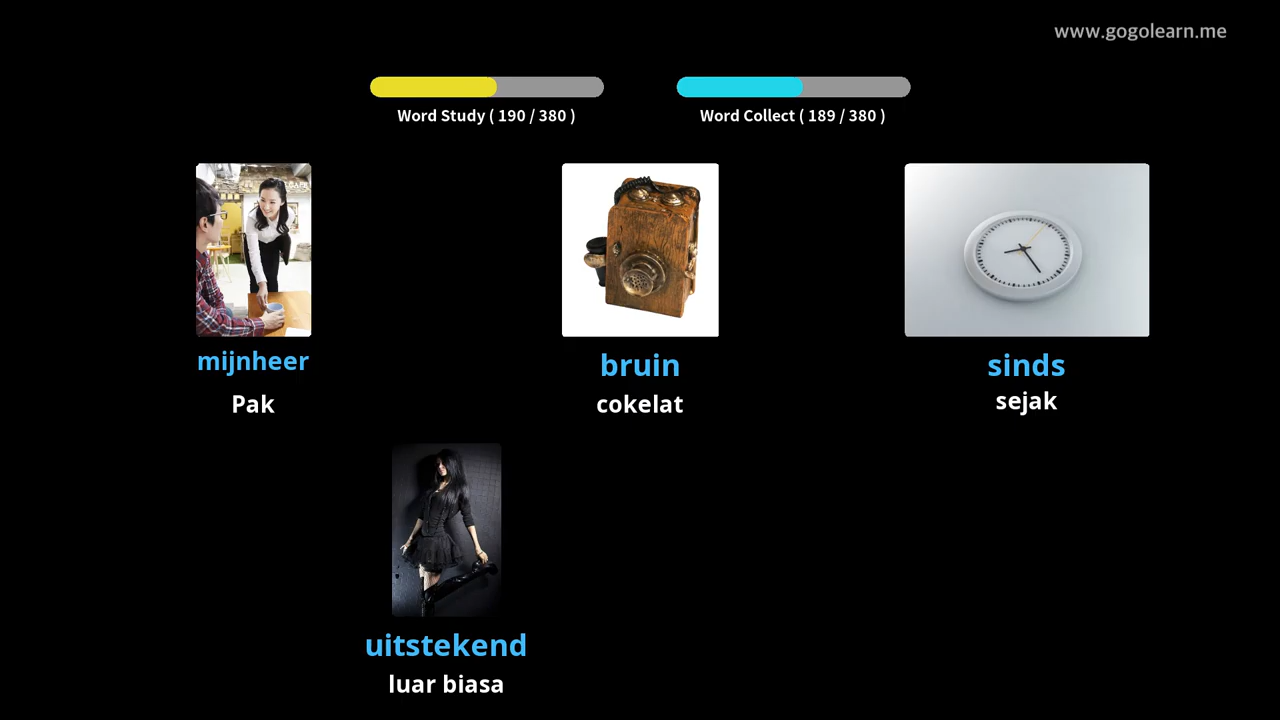 www.gogolearn.me
Word Study ( 190 / 380 )
Word Collect ( 189 / 380 )
mijnheer
Pak
bruin
cokelat
sinds
sejak
uitstekend
luar biasa